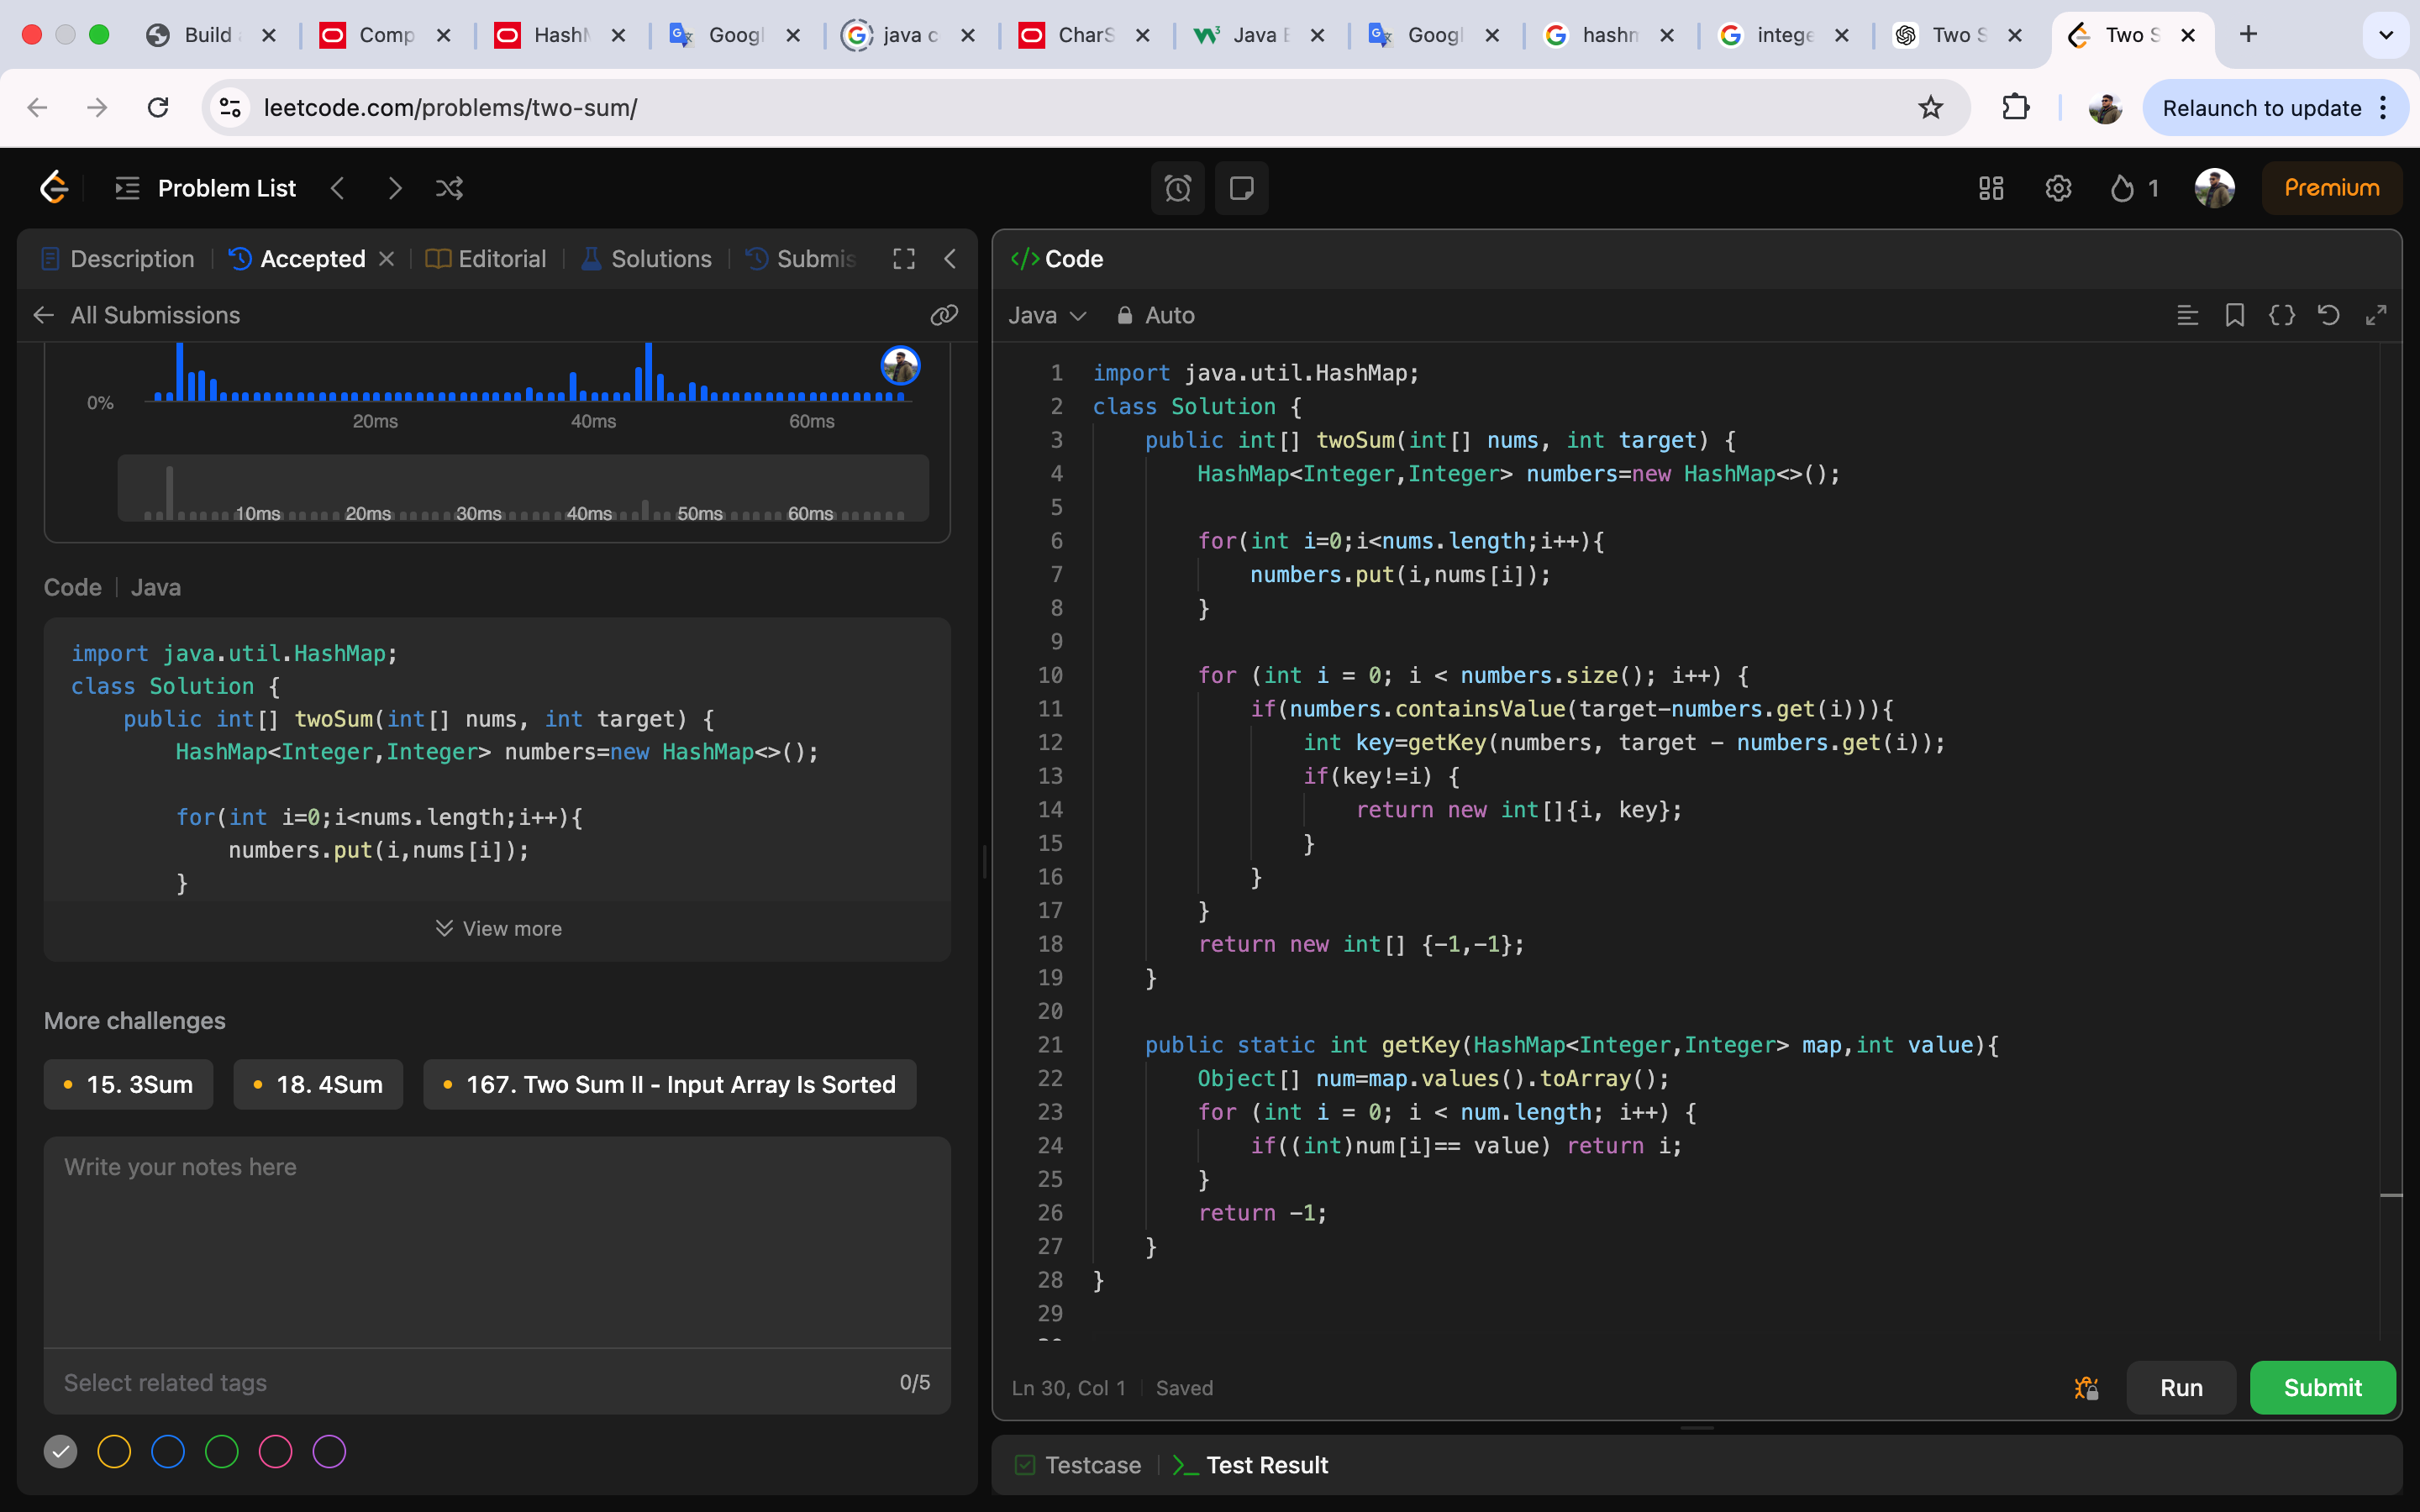 Build
Comp
Hash
Googl
java c
CharS
Java
Googl
hashm
intege
Two S
Two S
leetcode.com/problems/two-sum/
Relaunch to update
Problem List
1
Premium
Description
Accepted
Editorial
Solutions
Submis
All Submissions
0%
20ms 40ms 60ms
10ms 20ms 30ms 40ms 50ms 60ms
Code Java
import java.util.HashMap;
class Solution {
public int[] twoSum(int[] nums, int target) {
HashMap<Integer,Integer> numbers=new HashMap<>();
for(int i=0;i<nums.length;i++){
numbers.put(i,nums[i]);
}
View more
More challenges
15. 3Sum
18. 4Sum
167. Two Sum II - Input Array Is Sorted
Write your notes here
Select related tags
0/5
</> Code
Java
Auto
1 import java.util.HashMap;
2 class Solution {
3 public int[] twoSum(int[] nums, int target) {
4 HashMap<Integer,Integer> numbers=new HashMap<>();
5
6 for(int i=0;i<nums.length;i++){
7 numbers.put(i,nums[i]);
8 }
9
10 for (int i = 0; i < numbers.size(); i++) {
11 if(numbers.containsValue(target-numbers.get(i))){
12 int key=getKey(numbers, target - numbers.get(i));
13 if(key!=i) {
14 return new int[]{i, key};
15 }
16 }
17 }
18 return new int[] {-1,-1};
19 }
20
21 public static int getKey(HashMap<Integer,Integer> map,int value){
22 Object[] num=map.values().toArray();
23 for (int i = 0; i < num.length; i++) {
24 if((int)num[i]== value) return i;
25 }
26 return -1;
27 }
28 }
29
Ln 30, Col 1 Saved
Run
Submit
Testcase
>_ Test Result